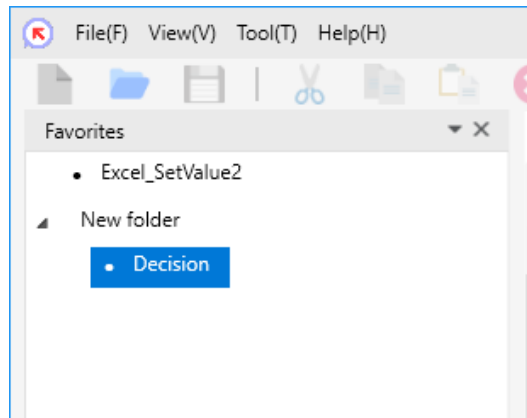 File(F) View(V) Tool(T) Help(H)
Favorites
Excel_SetValue2
New folder
Decision